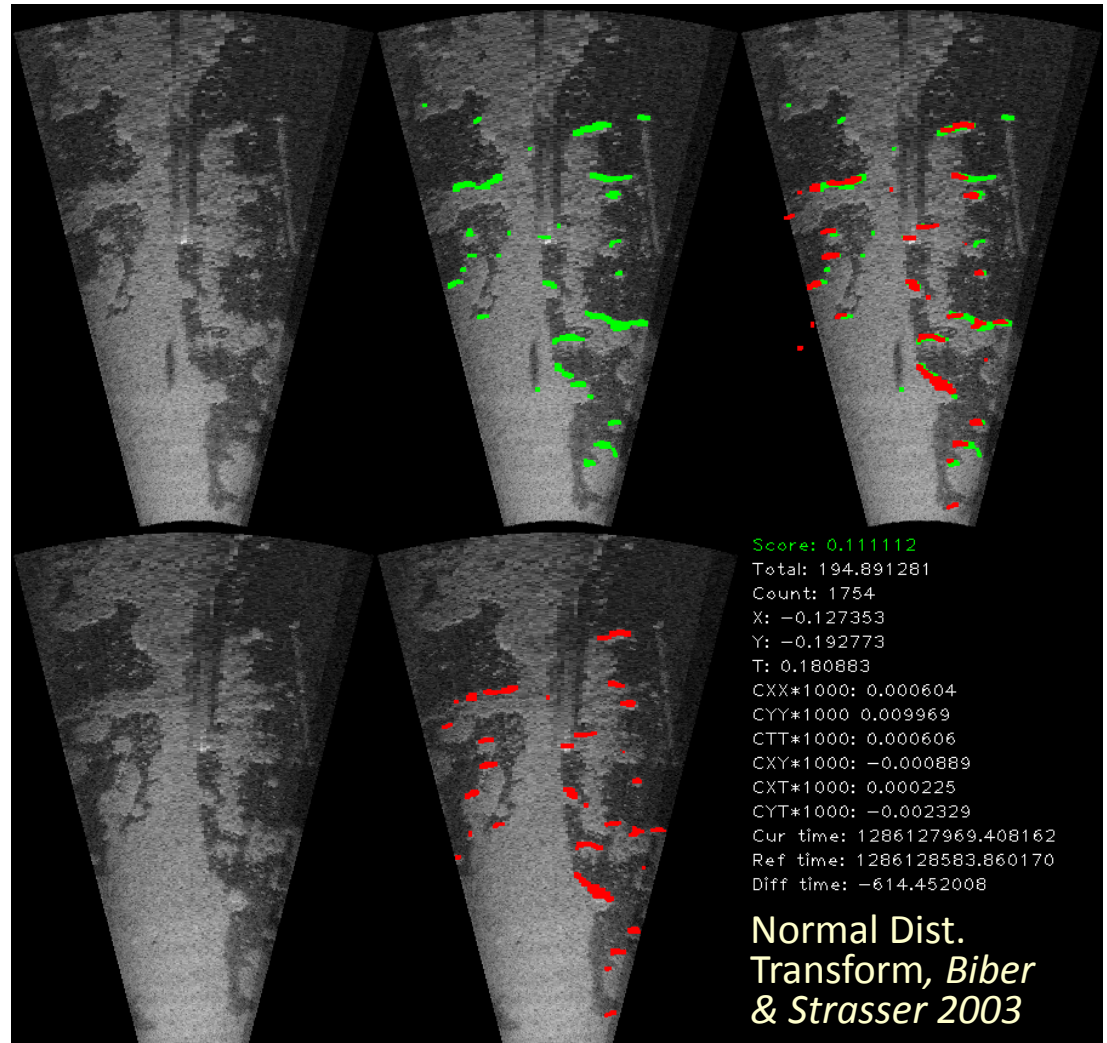 Score: 0.111112
Total: 194.891281
Count: 1754
X: −0.127353
Y: −0.192773
T: 0.180883
CXX*1000: 0.000604
CYY*1000 0.009969
CTT*1000: 0.000606
CXY*1000: −0.000889
CXT*1000: 0.000225
CYT*1000: −0.002329
Cur time: 1286127969.408162
Ref time: 1286128583.860170
Diff time: −614.452008
Normal Dist.
Transform, Biber
& Strasser 2003